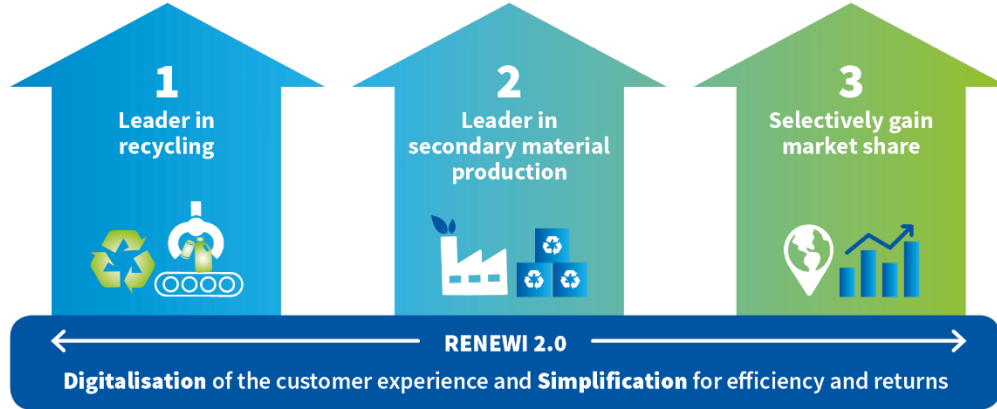 1
Leader in
recycling
2
Leader in
secondary material
production
3
Selectively gain
market share
RENEWI 2.0
Digitalisation of the customer experience and Simplification for efficiency and returns